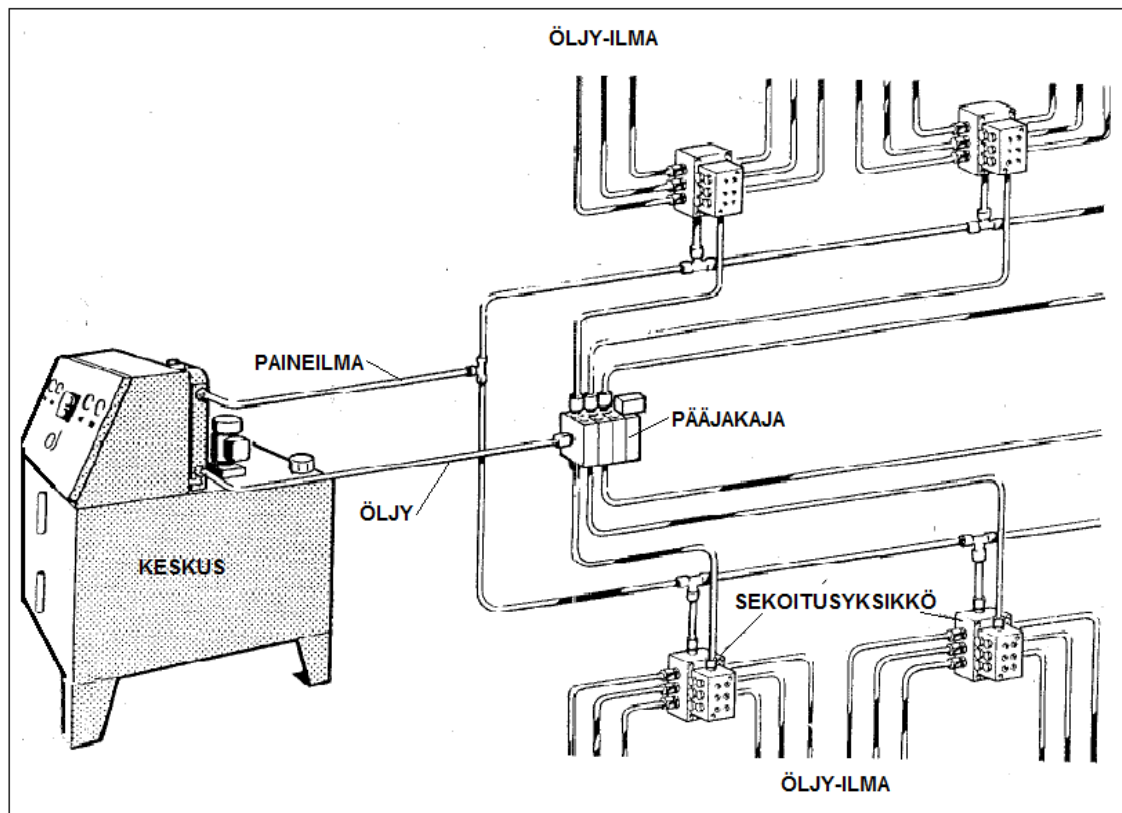 ÖLJY-ILMA
PAINEILMA
PÄÄJAKAJA
ÖLJY
KESKUS
SEKOITUSYKSIKKÖ
ÖLJY-ILMA